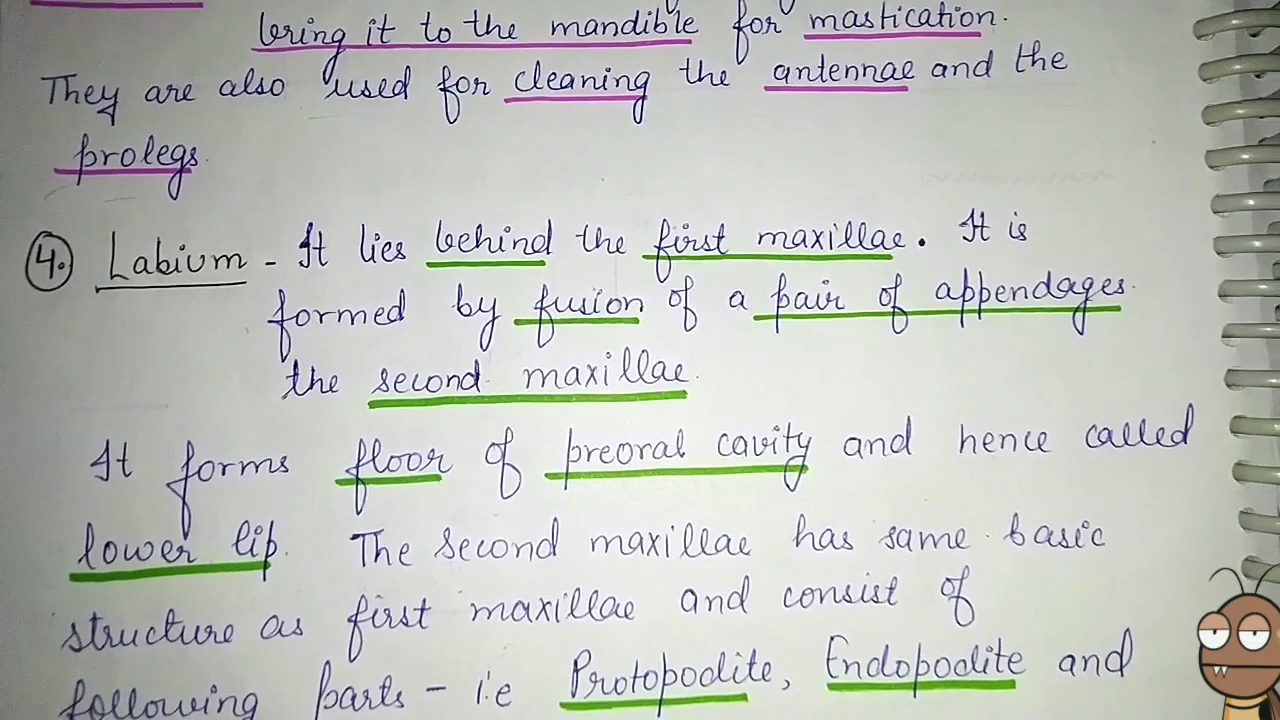 bring it to the mandible for mastication.
They are also used for cleaning the antennae and the
prolegs.
4. Labium - It lies behind the first maxillae. It is
formed by fusion of a pair of appendages.
the second maxillae.
It forms floor of preoral cavity and hence called
lower lip. The second maxillae has same basic
structure as first maxillae and consist of
following parts - i.e Protopodite, Endopodite and